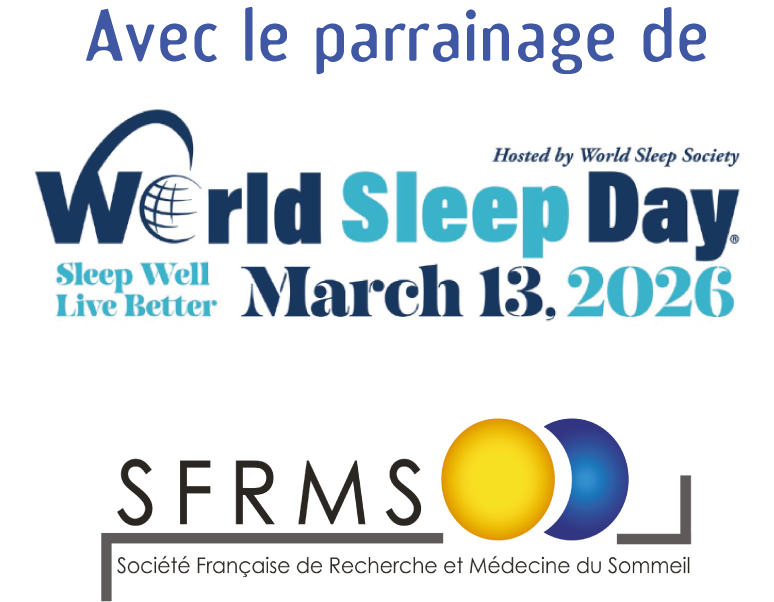 Avec le parrainage de
Hosted by World Sleep Society
World Sleep Day®
Sleep Well
Live Better
March 13, 2026
SFRMS
Société Française de Recherche et Médecine du Sommeil